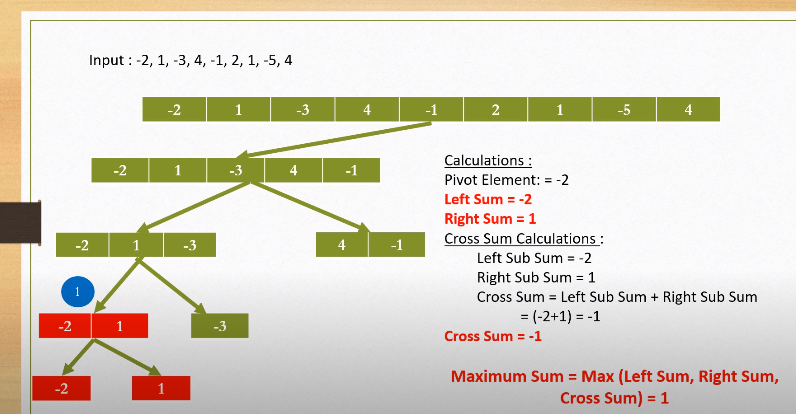 Input : -2, 1, -3, 4, -1, 2, 1, -5, 4
-2 1 -3 4 -1 2 1 -5 4
-2 1 -3 4 -1
Calculations :
Pivot Element: = -2
Left Sum = -2
Right Sum = 1
Cross Sum Calculations :
-2 1 -3
4 -1
Left Sub Sum = -2
Right Sub Sum = 1
1
Cross Sum = Left Sub Sum + Right Sub Sum
= (-2+1) = -1
-2 1
-3
Cross Sum = -1
-2
1
Maximum Sum = Max (Left Sum, Right Sum,
Cross Sum) = 1